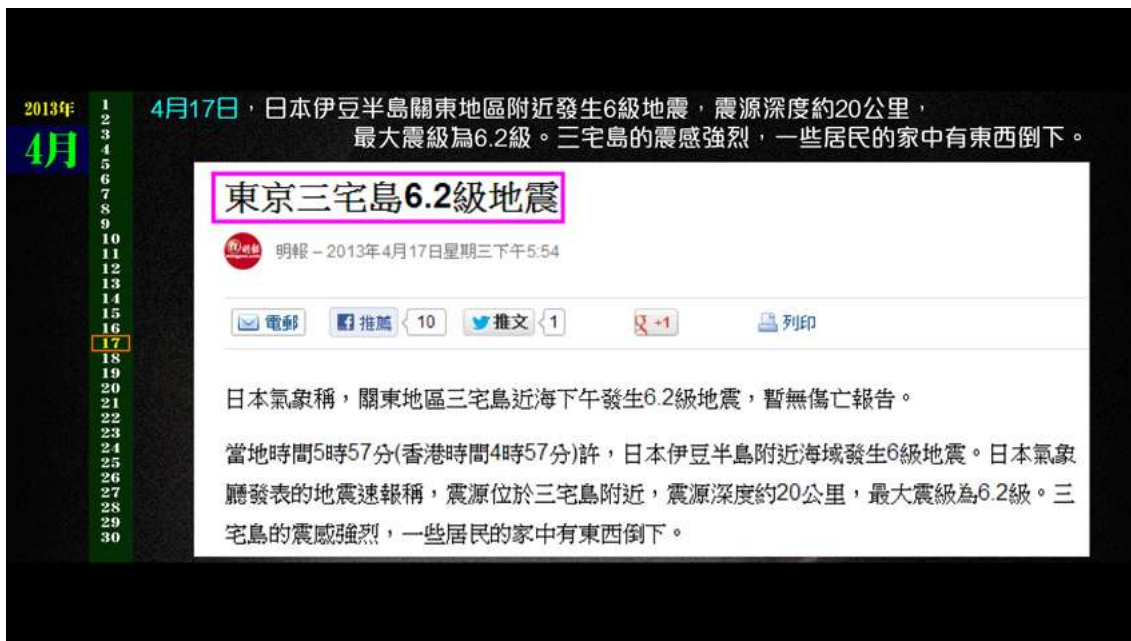 2013年
4月
1
2
3
4
5
6
7
8
9
10
11
12
13
14
15
16
17
18
19
20
21
22
23
24
25
26
27
28
29
30
4月17日，日本伊豆半島關東地區附近發生6級地震，震源深度約20公里，
最大震級為6.2級。三宅島的震感強烈，一些居民的家中有東西倒下。
東京三宅島6.2級地震
明報 – 2013年4月17日星期三下午5:54
電郵 推薦 10 推文 1 +1 列印
日本氣象稱，關東地區三宅島近海下午發生6.2級地震，暫無傷亡報告。
當地時間5時57分(香港時間4時57分)許，日本伊豆半島附近海域發生6級地震。日本氣象
廳發表的地震速報稱，震源位於三宅島附近，震源深度約20公里，最大震級為6.2級。三
宅島的震感強烈，一些居民的家中有東西倒下。